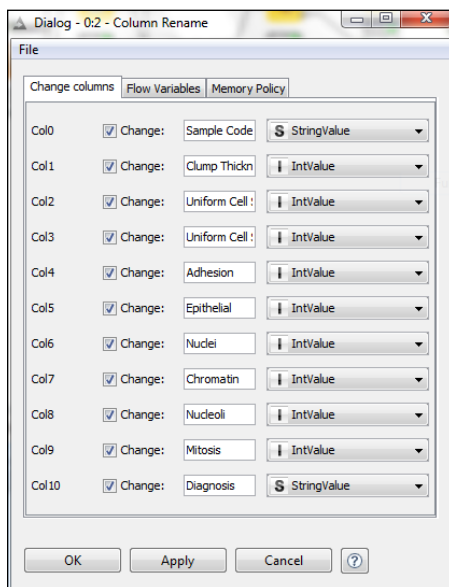 Dialog - 0:2 - Column Rename
File
Change columns Flow Variables Memory Policy
Col0 Change: Sample Code S StringValue
Col1 Change: Clump Thickn I IntValue
Col2 Change: Uniform Cell S I IntValue
Col3 Change: Uniform Cell S I IntValue
Col4 Change: Adhesion I IntValue
Col5 Change: Epithelial I IntValue
Col6 Change: Nuclei I IntValue
Col7 Change: Chromatin I IntValue
Col8 Change: Nucleoli I IntValue
Col9 Change: Mitosis I IntValue
Col10 Change: Diagnosis S StringValue
OK Apply Cancel ?